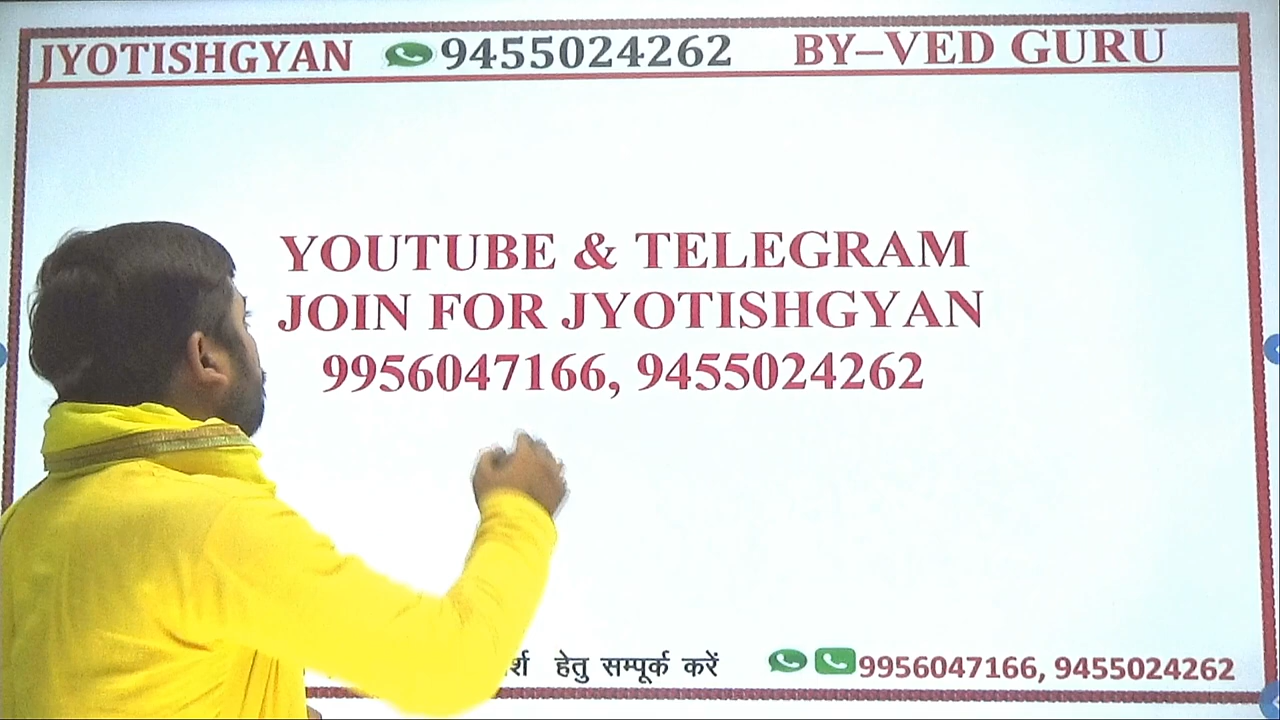 JYOTISHGYAN 9455024262 BY–VED GURU
YOUTUBE & TELEGRAM
JOIN FOR JYOTISHGYAN
9956047166, 9455024262
हेतु सम्पूर्क करें 9956047166, 9455024262